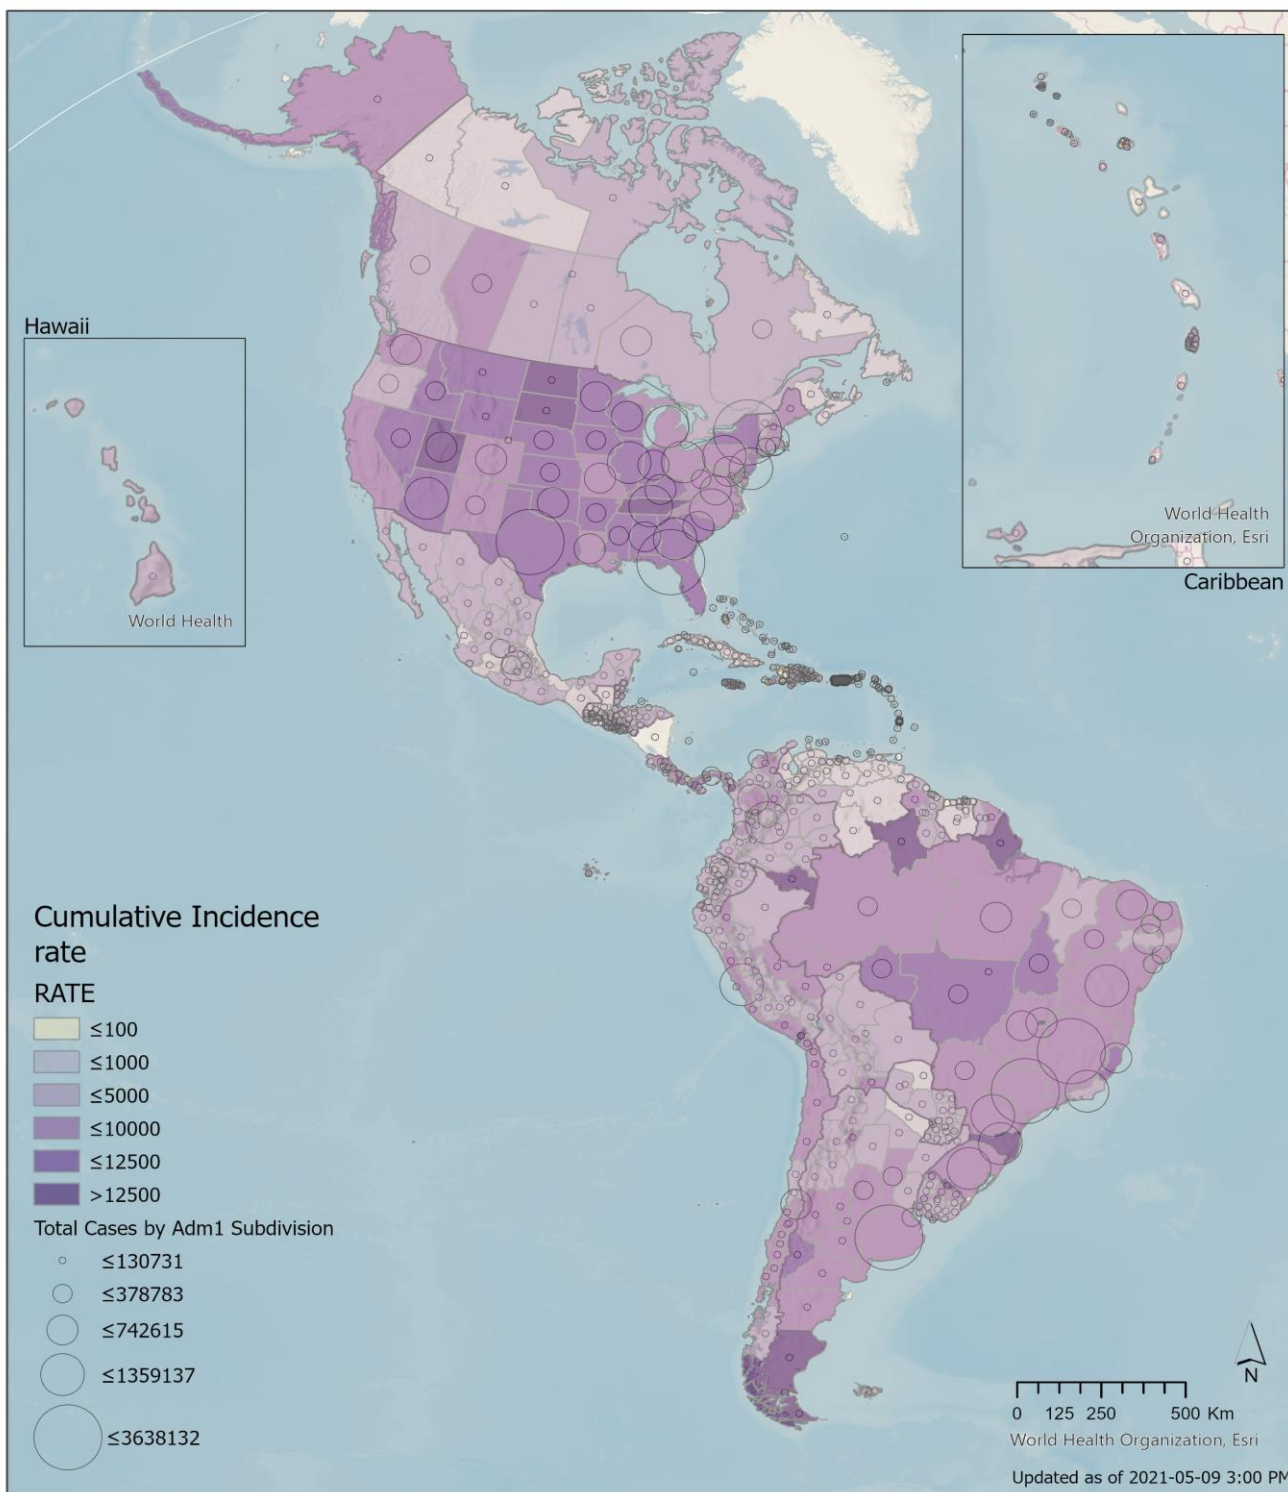 Hawaii
World Health
World Health
Organization, Esri
Caribbean
Cumulative Incidence
rate
RATE
≤100
≤1000
≤5000
≤10000
≤12500
>12500
Total Cases by Adm1 Subdivision
≤130731
≤378783
≤742615
≤1359137
≤3638132
N
0 125 250 500 Km
World Health Organization, Esri
Updated as of 2021-05-09 3:00 PM